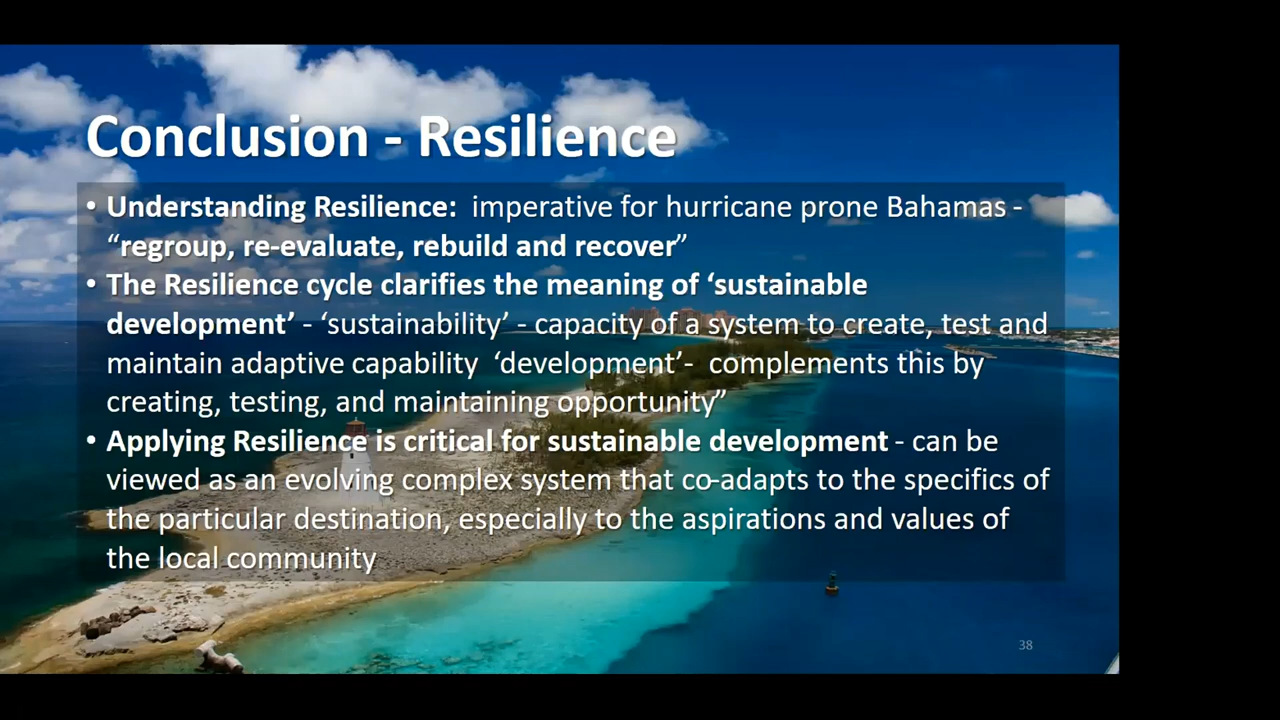 Conclusion - Resilience
• Understanding Resilience: imperative for hurricane prone Bahamas -
“regroup, re-evaluate, rebuild and recover”
• The Resilience cycle clarifies the meaning of ‘sustainable
development’ - ‘sustainability’ - capacity of a system to create, test and
maintain adaptive capability ‘development’- complements this by
creating, testing, and maintaining opportunity”
• Applying Resilience is critical for sustainable development - can be
viewed as an evolving complex system that co-adapts to the specifics of
the particular destination, especially to the aspirations and values of
the local community
38